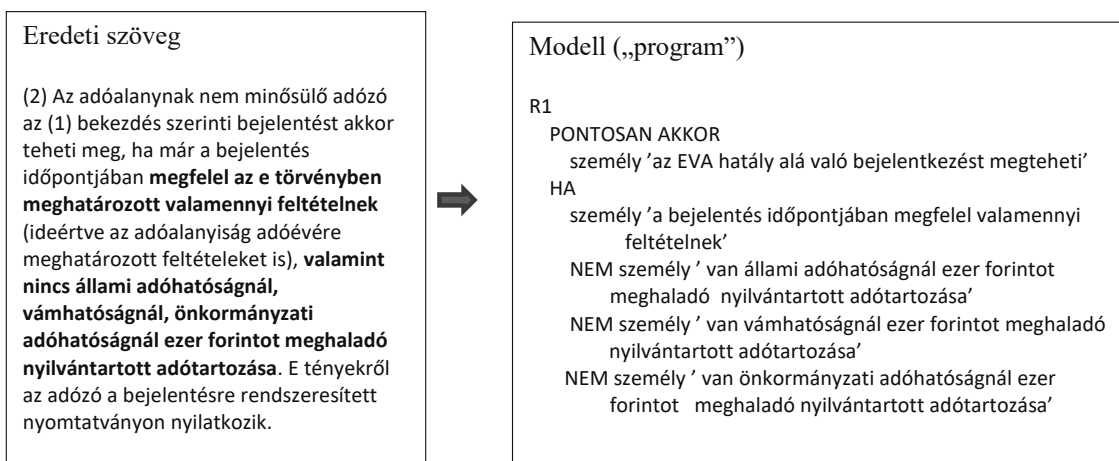 Eredeti szöveg
(2) Az adóalanynak nem minősülő adózó
az (1) bekezdés szerinti bejelentést akkor
teheti meg, ha már a bejelentés
időpontjában megfelel az e törvényben
meghatározott valamennyi feltételnek
(ideértve az adóalanyiság adóévére
meghatározott feltételeket is), valamint
nincs állami adóhatóságnál,
vámhatóságnál, önkormányzati
adóhatóságnál ezer forintot meghaladó
nyilvántartott adótartozása. E tényekről
az adózó a bejelentésre rendszeresített
nyomtatványon nyilatkozik.
Modell („program”)
R1
PONTOSAN AKKOR
személy ’az EVA hatály alá való bejelentkezést megteheti’
HA
személy ’a bejelentés időpontjában megfelel valamennyi
feltételnek’
NEM személy ’ van állami adóhatóságnál ezer forintot
meghaladó nyilvántartott adótartozása’
NEM személy ’ van vámhatóságnál ezer forintot meghaladó
nyilvántartott adótartozása’
NEM személy ’ van önkormányzati adóhatóságnál ezer
forintot meghaladó nyilvántartott adótartozása’